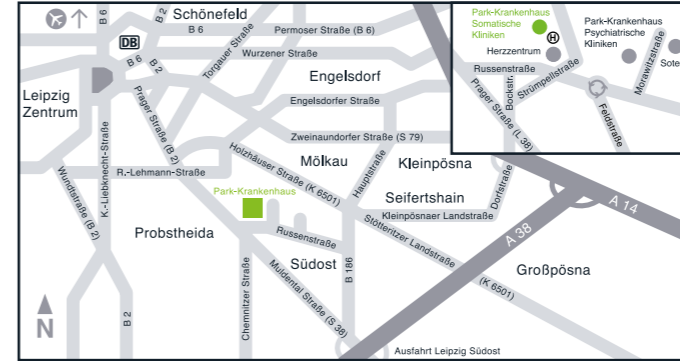 Schönefeld
B 6
B 2
B 6
Permoser Straße (B 6)
DB
Wurzener Straße
B 6
B 2
Torgauer Straße
Engelsdorf
Leipzig
Zentrum
Engelsdorfer Straße
Prager Straße (B 2)
Zweinaundorfer Straße (S 79)
K.-Liebknecht-Straße
Holzhäuser Straße (K 6501)
Mölkau
Hauptstraße
Kleinpösna
R.-Lehmann-Straße
Wundtstraße (B 2)
Park-Krankenhaus
Seifertshain
Dorfstraße
Kleinpösnaer Landstraße
Probstheida
Russenstraße
Stötteritzer Landstraße
(K 6501)
Südost
B 186
Großpösna
Chemnitzer Straße
Muldental Straße (S 38)
B 2
N
A 38
A 14
Ausfahrt Leipzig Südost
Park-Krankenhaus
Somatische
Kliniken
H
Herzzentrum
Park-Krankenhaus
Psychiatrische
Kliniken
Morawitzstraße
Russenstraße
Bockstr.
Strümpellstraße
Prager Straße (L 38)
Feldstraße